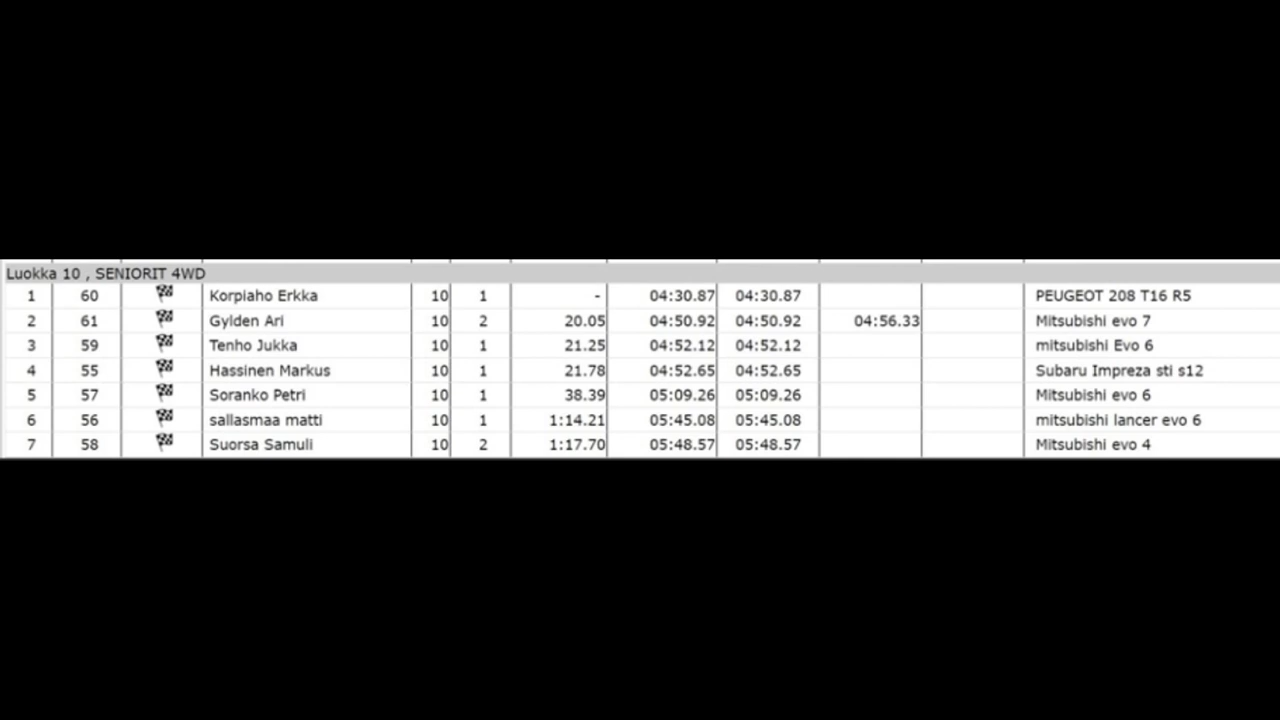 Luokka 10 , SENIORIT 4WD
1 60 Korpiaho Erkka 10 1 - 04:30.87 04:30.87 PEUGEOT 208 T16 R5
2 61 Gylden Ari 10 2 20.05 04:50.92 04:50.92 04:56.33 Mitsubishi evo 7
3 59 Tenho Jukka 10 1 21.25 04:52.12 04:52.12 mitsubishi Evo 6
4 55 Hassinen Markus 10 1 21.78 04:52.65 04:52.65 Subaru Impreza sti s12
5 57 Soranko Petri 10 1 38.39 05:09.26 05:09.26 Mitsubishi evo 6
6 56 sallasmaa matti 10 1 1:14.21 05:45.08 05:45.08 mitsubishi lancer evo 6
7 58 Suorsa Samuli 10 2 1:17.70 05:48.57 05:48.57 Mitsubishi evo 4